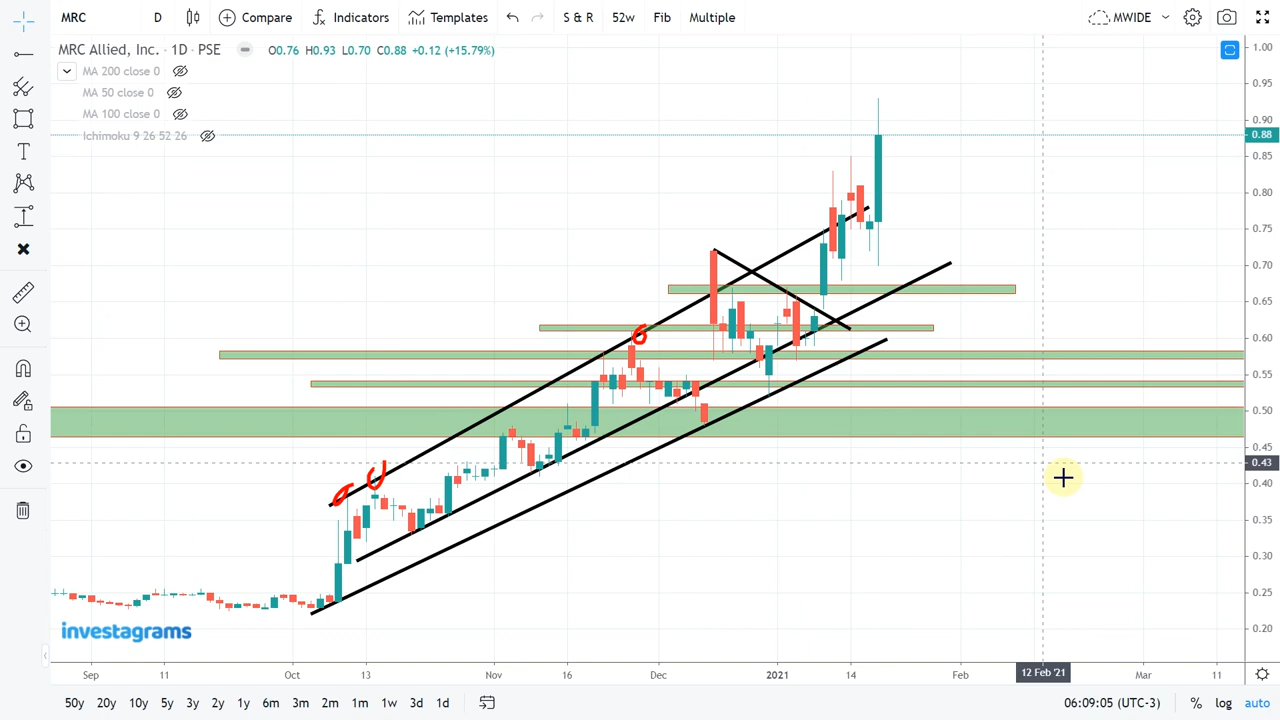 MRC D Compare Indicators Templates S & R 52w Fib Multiple MWIDE
MRC Allied, Inc. · 1D · PSE O0.76 H0.93 L0.70 C0.88 +0.12 (+15.79%)
MA 200 close 0
MA 50 close 0
MA 100 close 0
Ichimoku 9 26 52 26
1.00
0.95
0.90
0.88
0.85
0.80
0.75
0.70
0.65
0.60
0.55
0.50
0.43
0.40
0.35
0.30
0.25
0.20
investagrams
Sep 11 Oct 13 Nov 16 Dec 2021 14 Feb 12 Feb '21 Mar 11
50y 20y 10y 5y 3y 2y 1y 6m 3m 2m 1m 1w 3d 1d 06:09:05 (UTC-3) % log auto